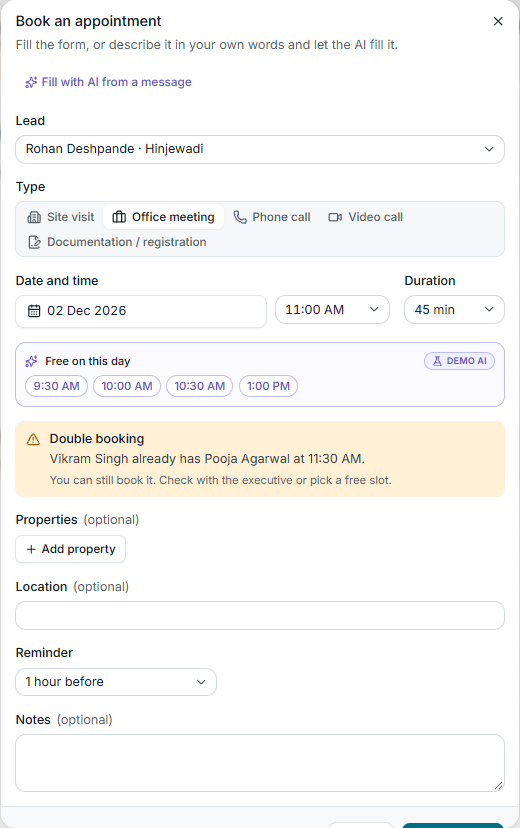 Book an appointment
Fill the form, or describe it in your own words and let the AI fill it.
Fill with AI from a message
Lead
Rohan Deshpande · Hinjewadi
Type
Site visit Office meeting Phone call Video call
Documentation / registration
Date and time Duration
02 Dec 2026 11:00 AM 45 min
Free on this day DEMO AI
9:30 AM 10:00 AM 10:30 AM 1:00 PM
Double booking
Vikram Singh already has Pooja Agarwal at 11:30 AM.
You can still book it. Check with the executive or pick a free slot.
Properties (optional)
+ Add property
Location (optional)
Reminder
1 hour before
Notes (optional)